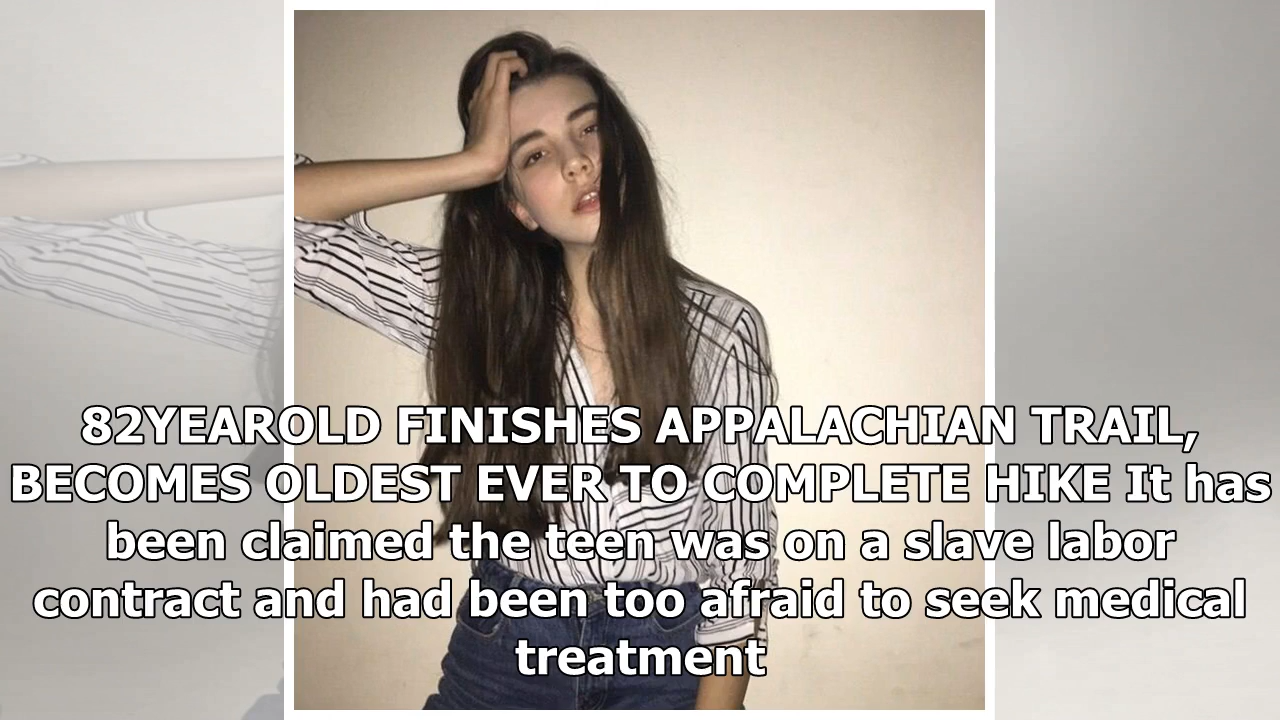 82YEAROLD FINISHES APPALACHIAN TRAIL,
BECOMES OLDEST EVER TO COMPLETE HIKE It has
been claimed the teen was on a slave labor
contract and had been too afraid to seek medical
treatment